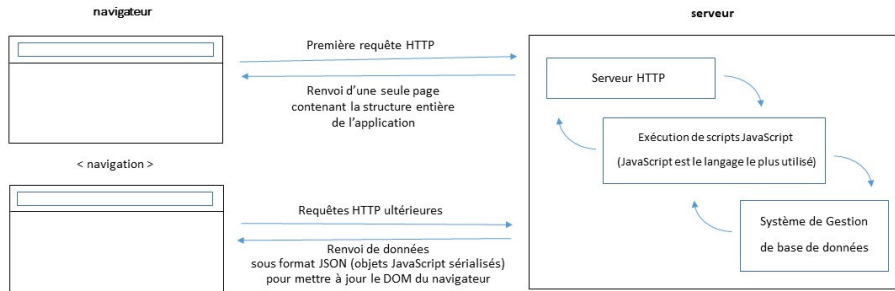 navigateur
serveur
Première requête HTTP
Renvoi d'une seule page
contenant la structure entière
de l'application
Serveur HTTP
Exécution de scripts JavaScript
(JavaScript est le langage le plus utilisé)
< navigation >
Requêtes HTTP ultérieures
Renvoi de données
sous format JSON (objets JavaScript sérialisés)
pour mettre à jour le DOM du navigateur
Système de Gestion
de base de données